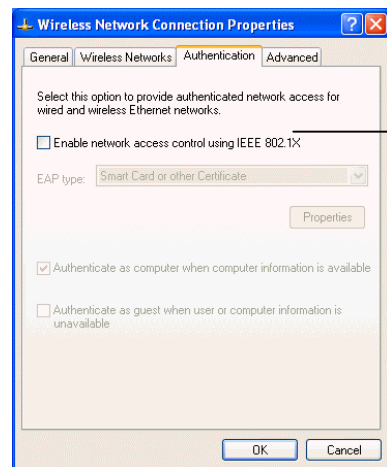 Wireless Network Connection Properties
General Wireless Networks Authentication Advanced
Select this option to provide authenticated network access for
wired and wireless Ethernet networks.
Enable network access control using IEEE 802.1X
EAP type: Smart Card or other Certificate
Properties
Authenticate as computer when computer information is available
Authenticate as guest when user or computer information is
unavailable
OK Cancel